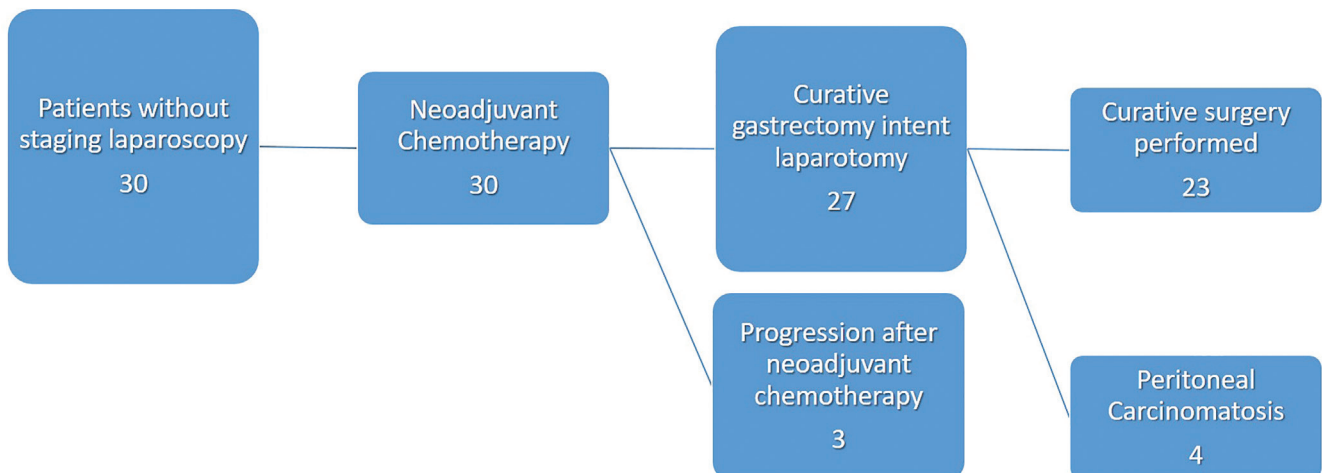 Patients without
staging laparoscopy
30
Neoadjuvant
Chemotherapy
30
Curative
gastrectomy intent
laparotomy
27
Progression after
neoadjuvant
chemotherapy
3
Curative surgery
performed
23
Peritoneal
Carcinomatosis
4